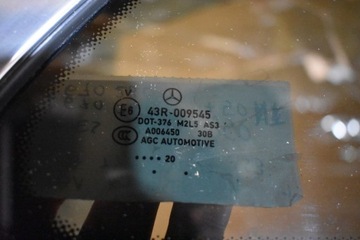 E6
43R-009545
DOT-376 M2L5 AS3
A006450 30B
AGC AUTOMOTIVE
•••• 20